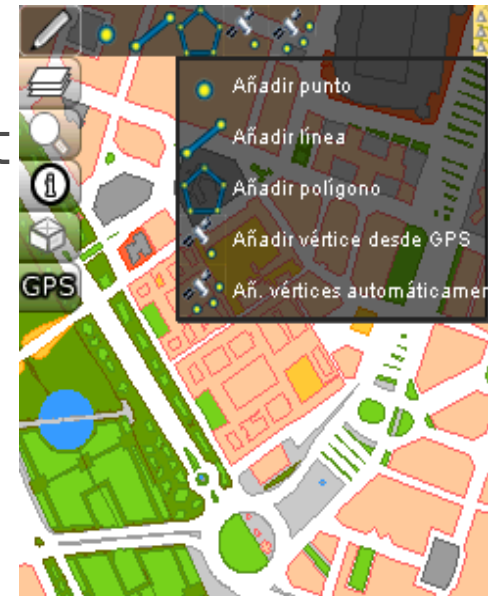 Añadir punto
Añadir línea
Añadir polígono
Añadir vértice desde GPS
Añ. vértices automáticamen
GPS